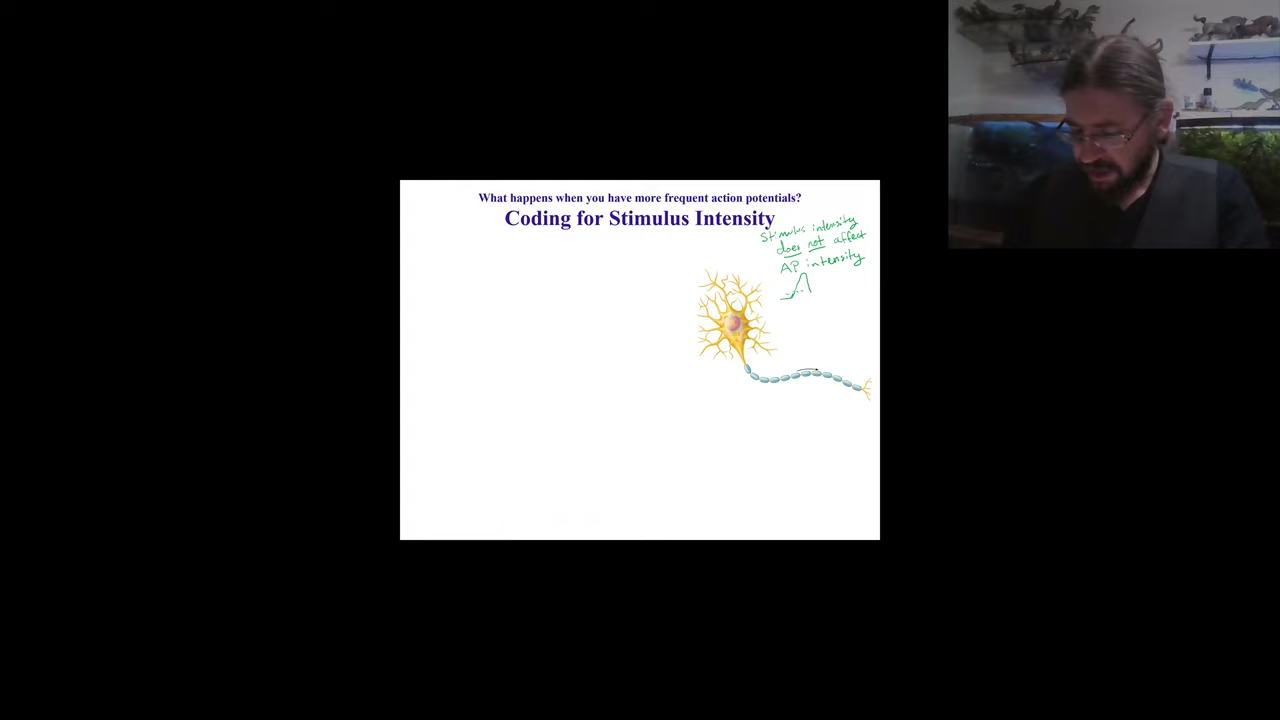 What happens when you have more frequent action potentials?
Coding for Stimulus Intensity
Stimulus intensity
does not affect
AP intensity